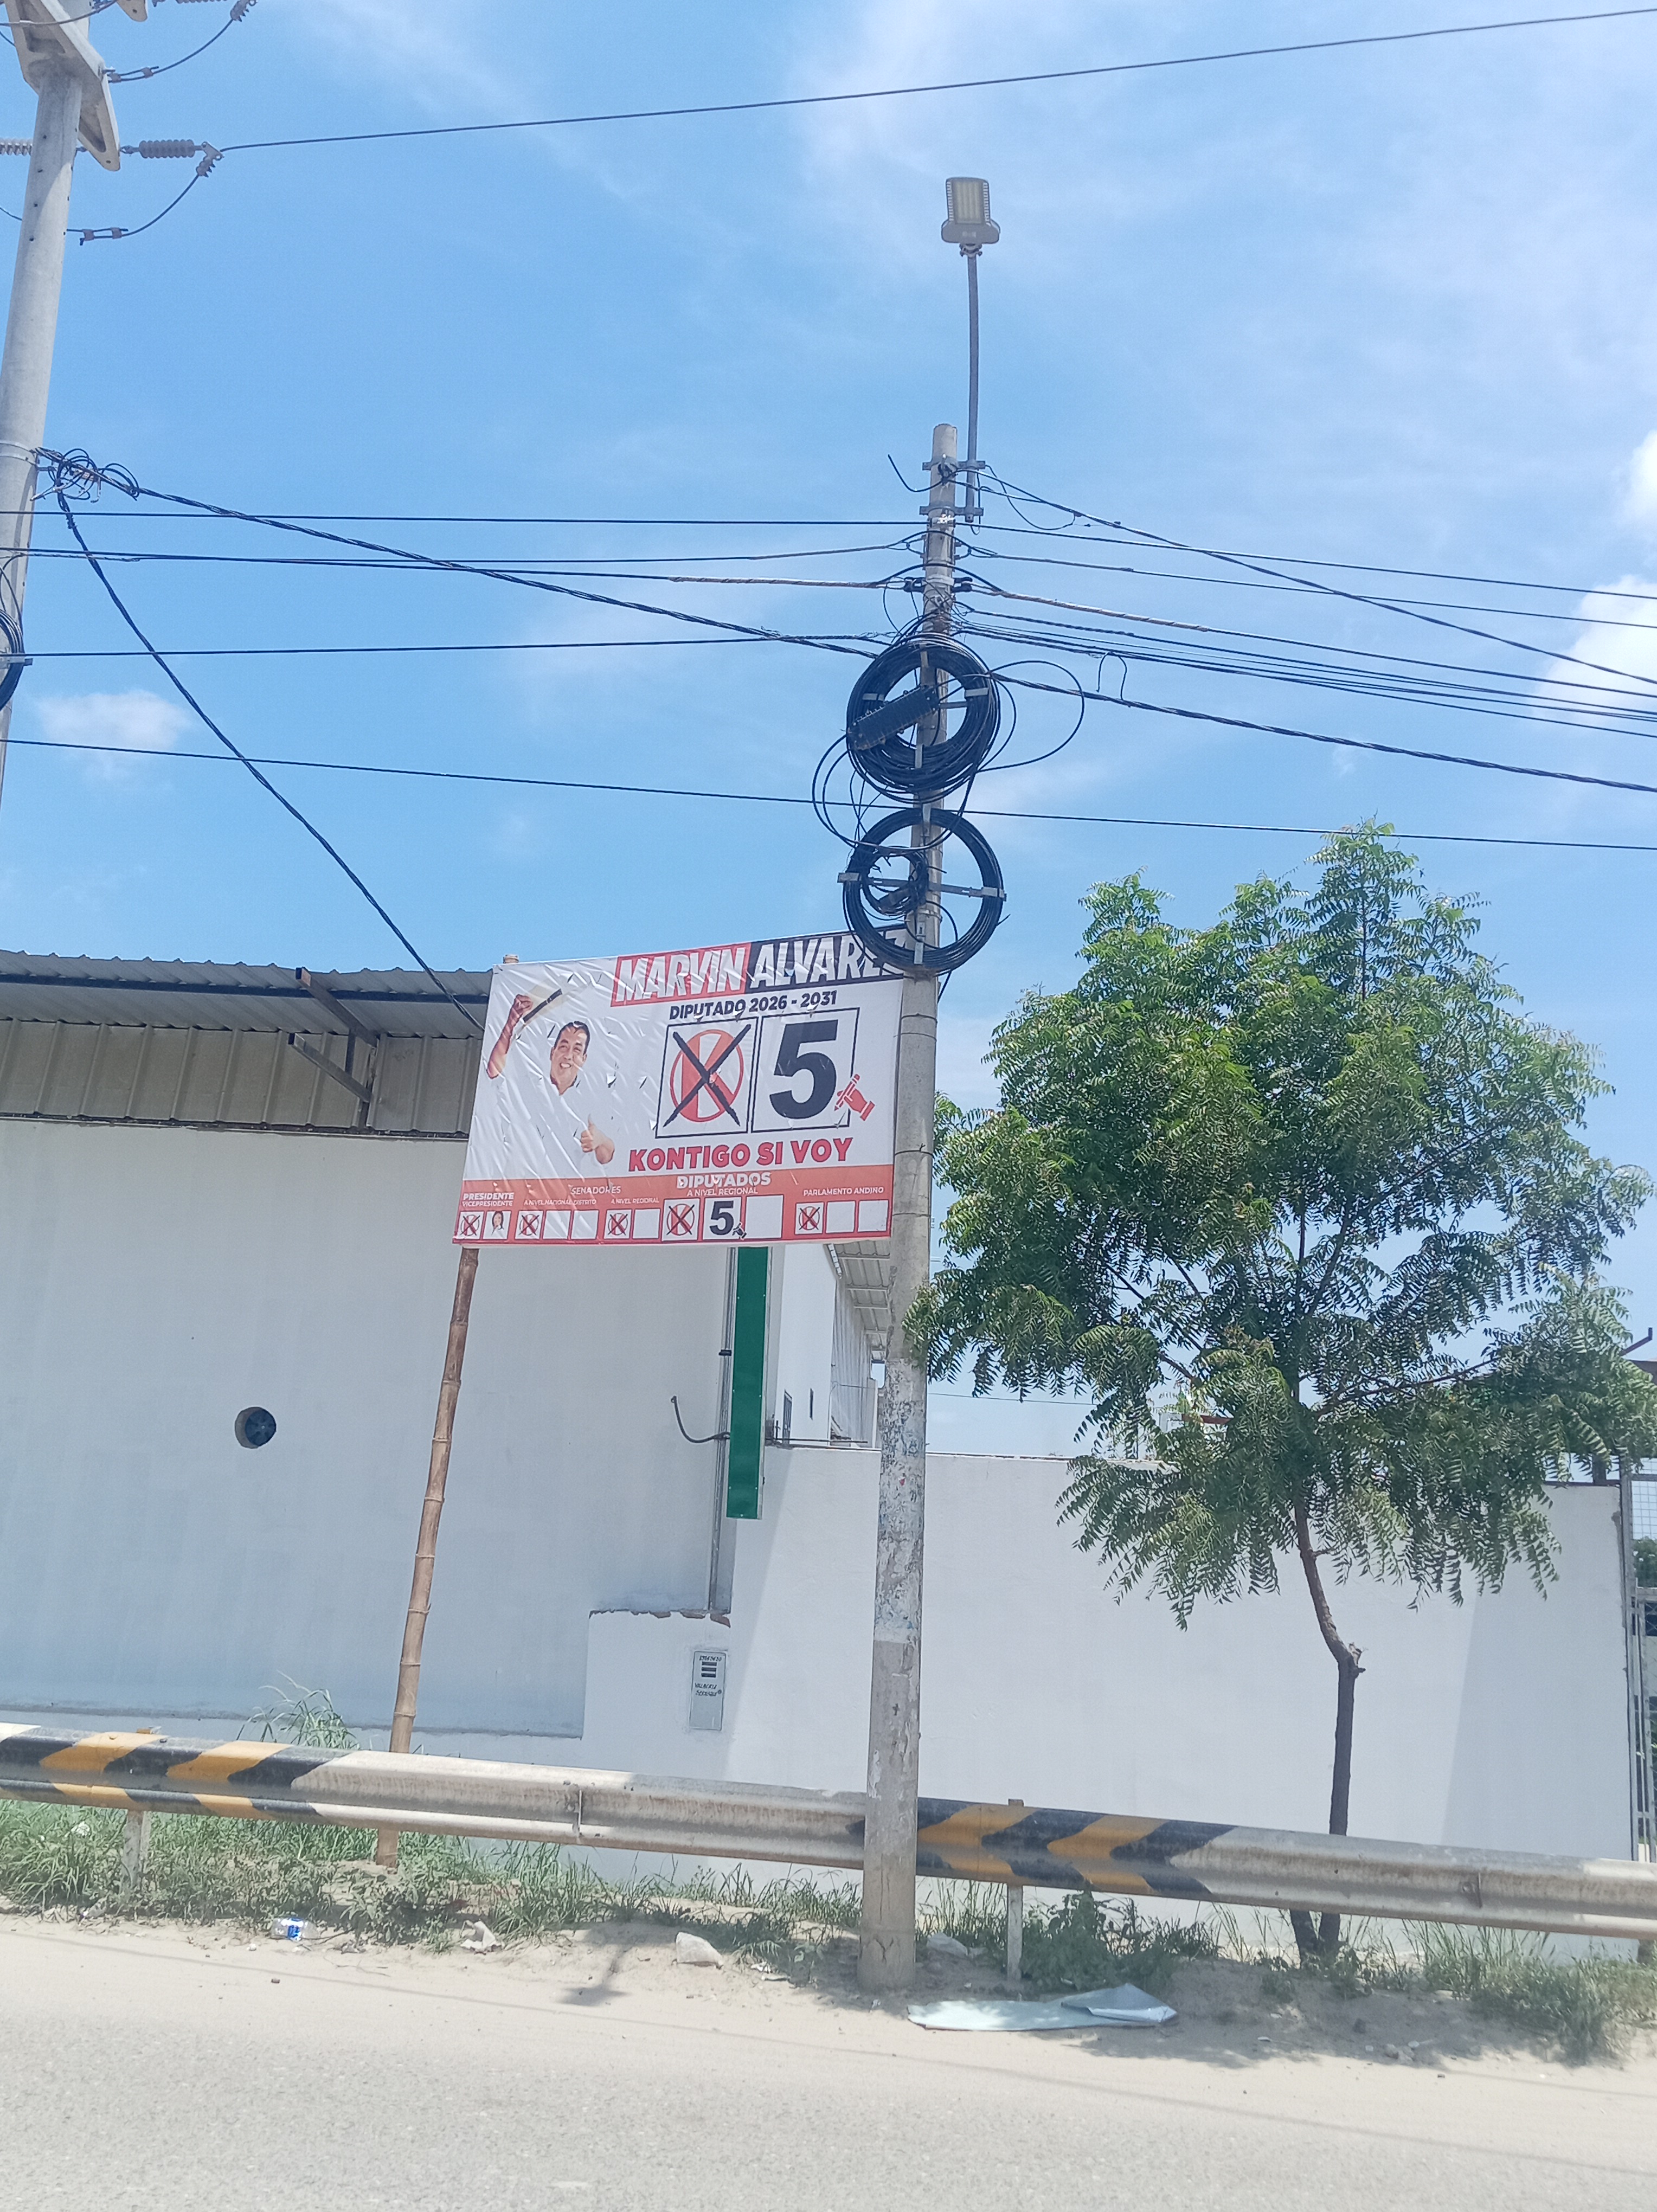 MARVIN ALVAREZ
DIPUTADO 2026 - 2031
K 5
KONTIGO SI VOY
DIPUTADOS
PRESIDENTE SENADORES A NIVEL REGIONAL PARLAMENTO ANDINO
VICEPRESIDENTE A NIVEL NACIONAL DISTRITO A NIVEL REGIONAL
K K K K 5 K